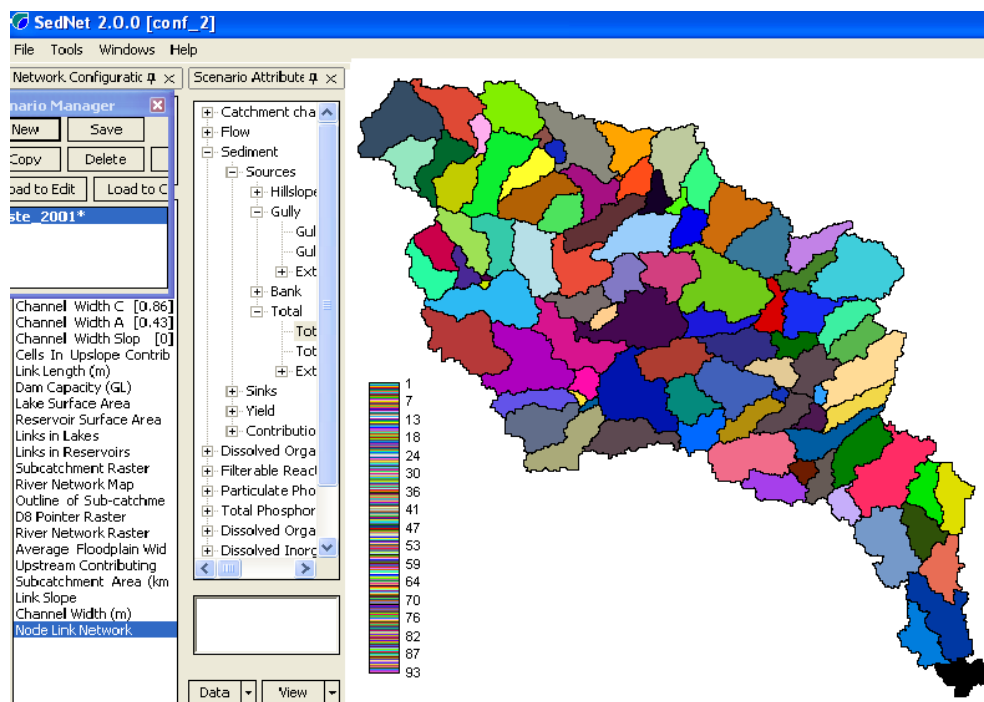 SedNet 2.0.0 [conf_2]
File Tools Windows Help
Network Configuratic
Scenario Attribute
nario Manager
New Save
Copy Delete
oad to Edit Load to C
ste_2001*
Channel Width C [0.86]
Channel Width A [0.43]
Channel Width Slop [0]
Cells In Upslope Contrib
Link Length (m)
Dam Capacity (GL)
Lake Surface Area
Reservoir Surface Area
Links in Lakes
Links in Reservoirs
Subcatchment Raster
River Network Map
Outline of Sub-catchme
D8 Pointer Raster
River Network Raster
Average Floodplain Wid
Upstream Contributing
Subcatchment Area (km
Link Slope
Channel Width (m)
Node Link Network
Catchment cha
Flow
Sediment
Sources
Hillslope
Gully
Gul
Gul
Ext
Bank
Total
Tot
Tot
Ext
Sinks
Yield
Contributio
Dissolved Orga
Filterable Reacl
Particulate Pho
Total Phosphor
Dissolved Orga
Dissolved Inorg
Data View
1
7
13
18
24
30
36
41
47
53
59
64
70
76
82
87
93